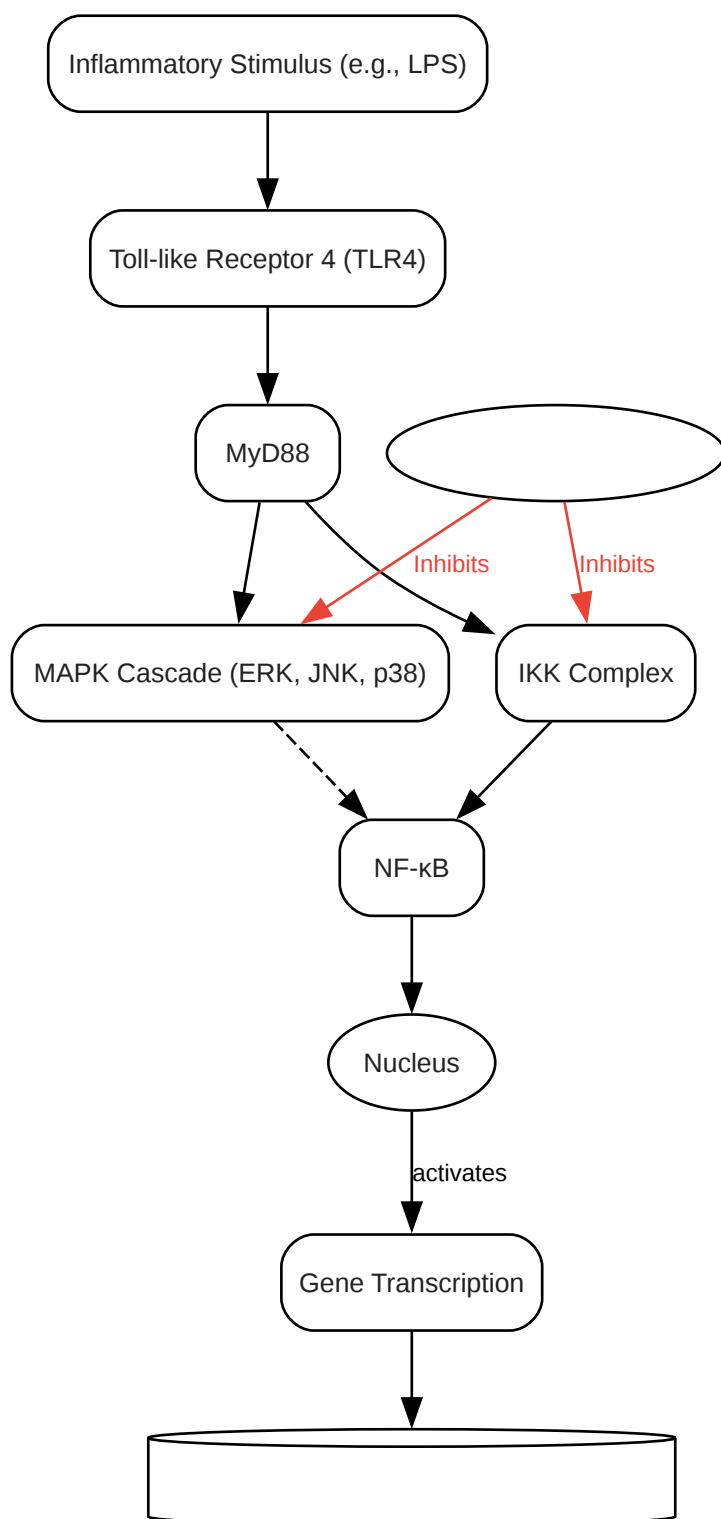 Inflammatory Stimulus (e.g., LPS)
Toll-like Receptor 4 (TLR4)
MyD88
Inhibits
Inhibits
MAPK Cascade (ERK, JNK, p38)
IKK Complex
NF-κB
Nucleus
activates
Gene Transcription